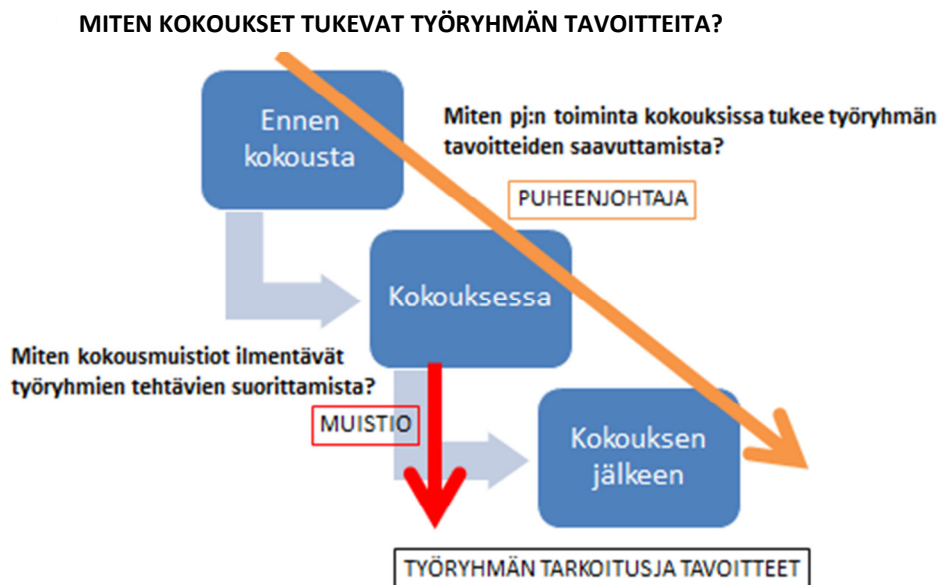 MITEN KOKOUKSET TUKEVAT TYÖRYHMÄN TAVOITTEITA?
Ennen
kokousta
Miten pj:n toiminta kokouksissa tukee työryhmän
tavoitteiden saavuttamista?
PUHEENJOHTAJA
Kokouksessa
Miten kokousmuistiot ilmentävät
työryhmien tehtävien suorittamista?
MUISTIO
Kokouksen
jälkeen
TYÖRYHMÄN TARKOITUS JA TAVOITTEET